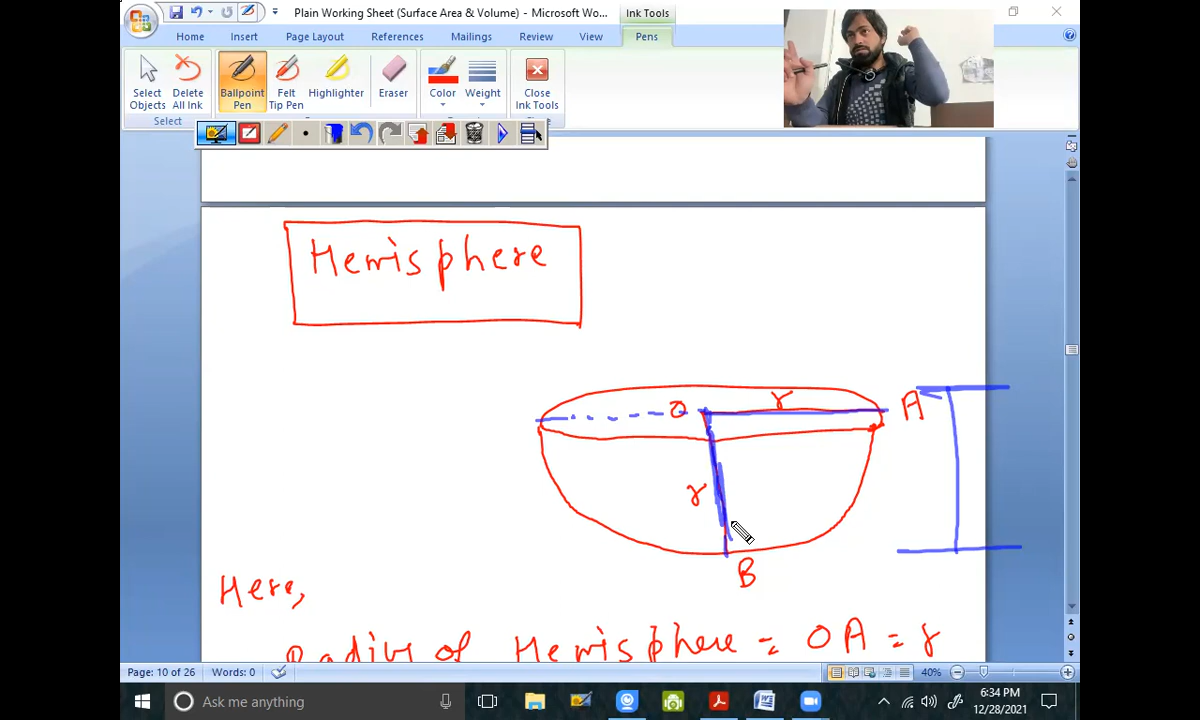 Plain Working Sheet (Surface Area & Volume) - Microsoft Wo...
Ink Tools
Home Insert Page Layout References Mailings Review View Pens
Select Objects
Delete All Ink
Ballpoint Pen
Felt Tip Pen
Highlighter
Eraser
Color
Weight
Close Ink Tools
Select
Hemisphere
O r A
r
B
Here,
Radius of Hemisphere = OA = r
Page: 10 of 26 Words: 0 40%
Ask me anything
6:34 PM
12/28/2021